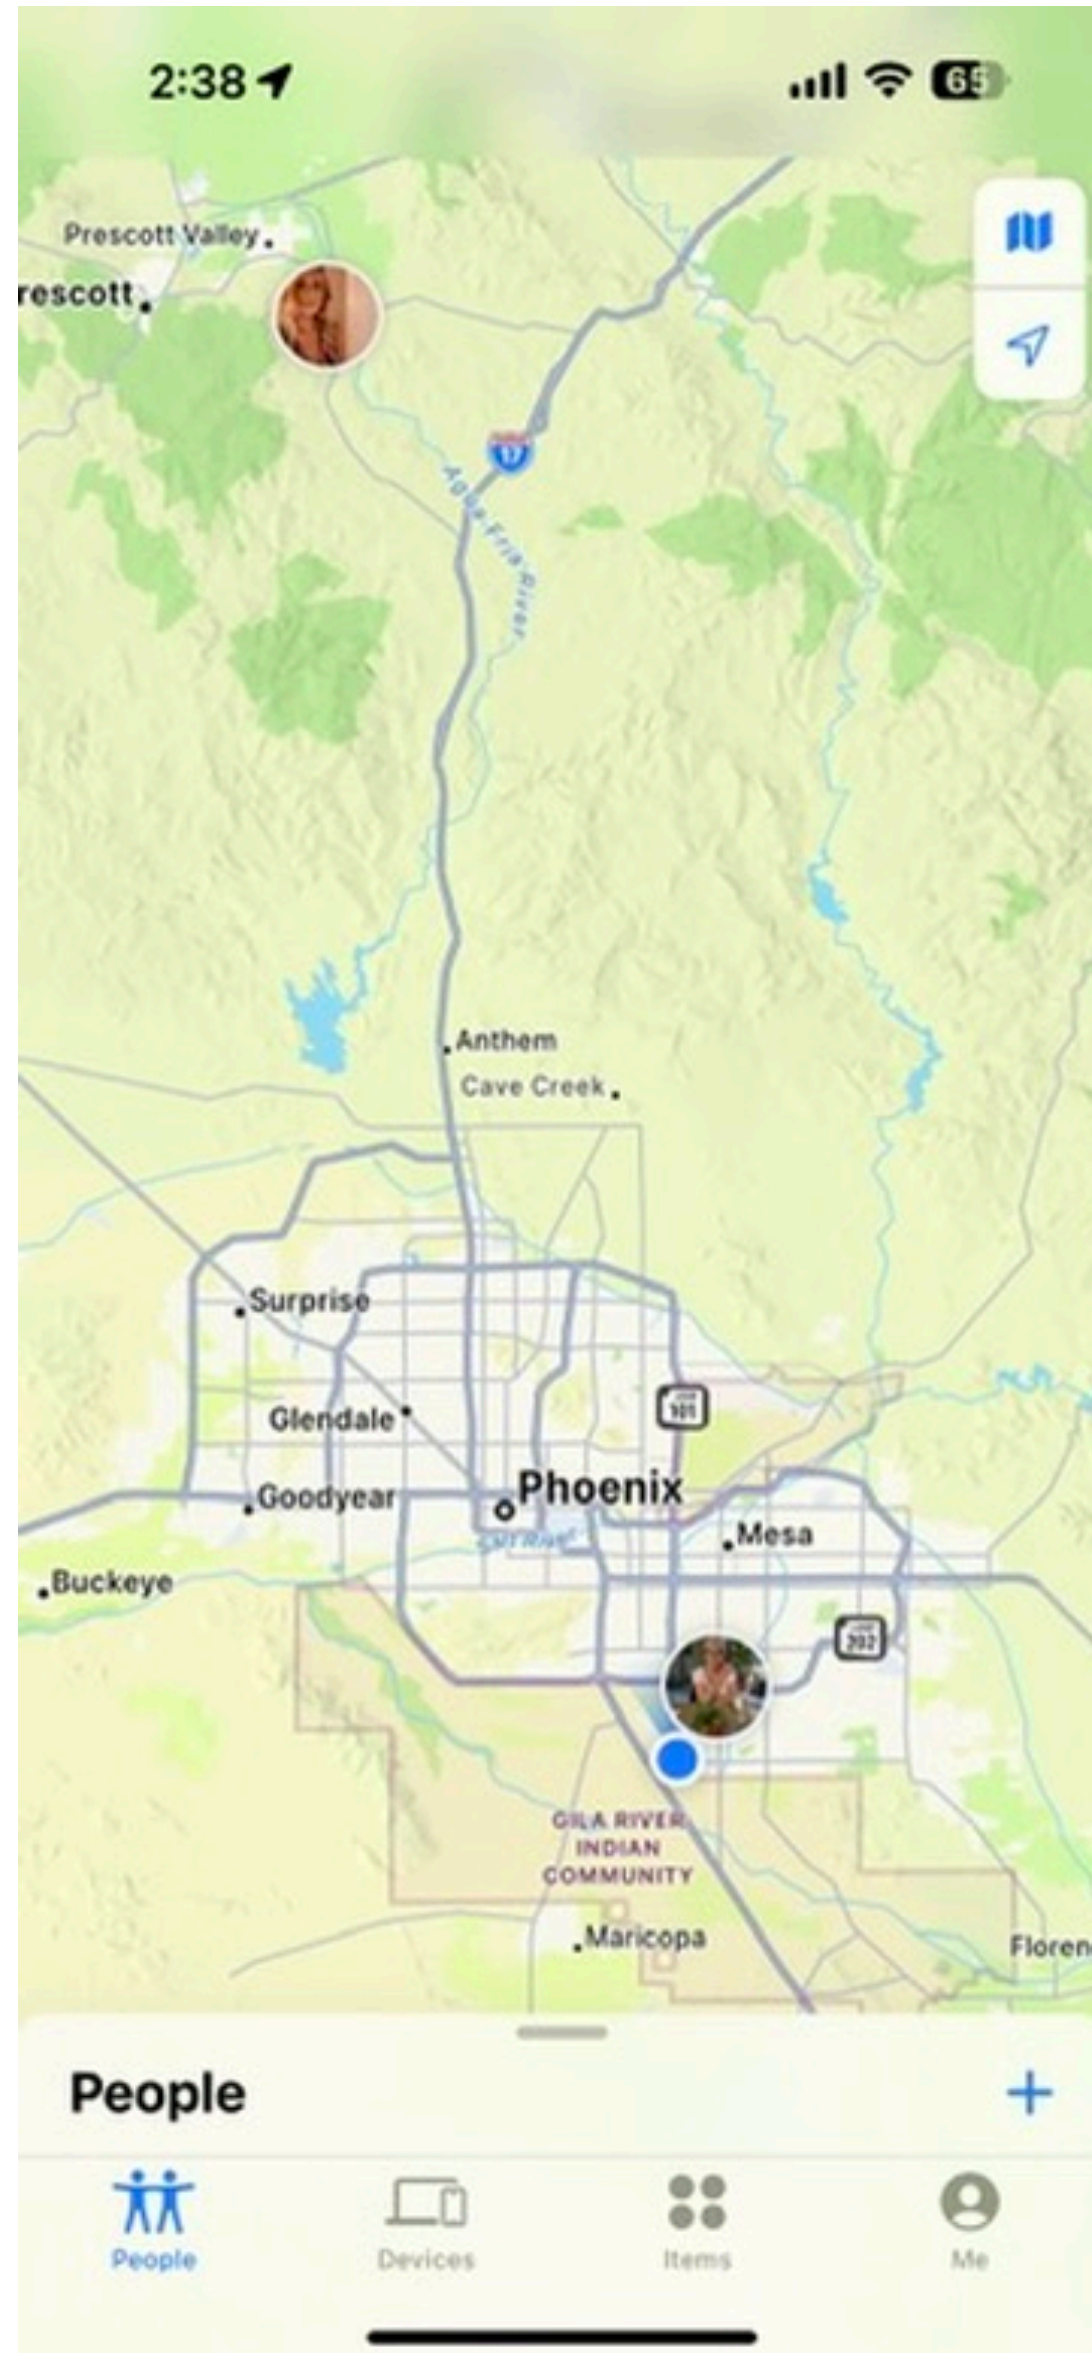 2:38
65
Prescott Valley
rescott
17
Agua Fria River
Anthem
Cave Creek
Surprise
101
Glendale
Phoenix
Goodyear
Mesa
Buckeye
202
GILA RIVER
INDIAN
COMMUNITY
Maricopa
Floren
People
People
Devices
Items
Me